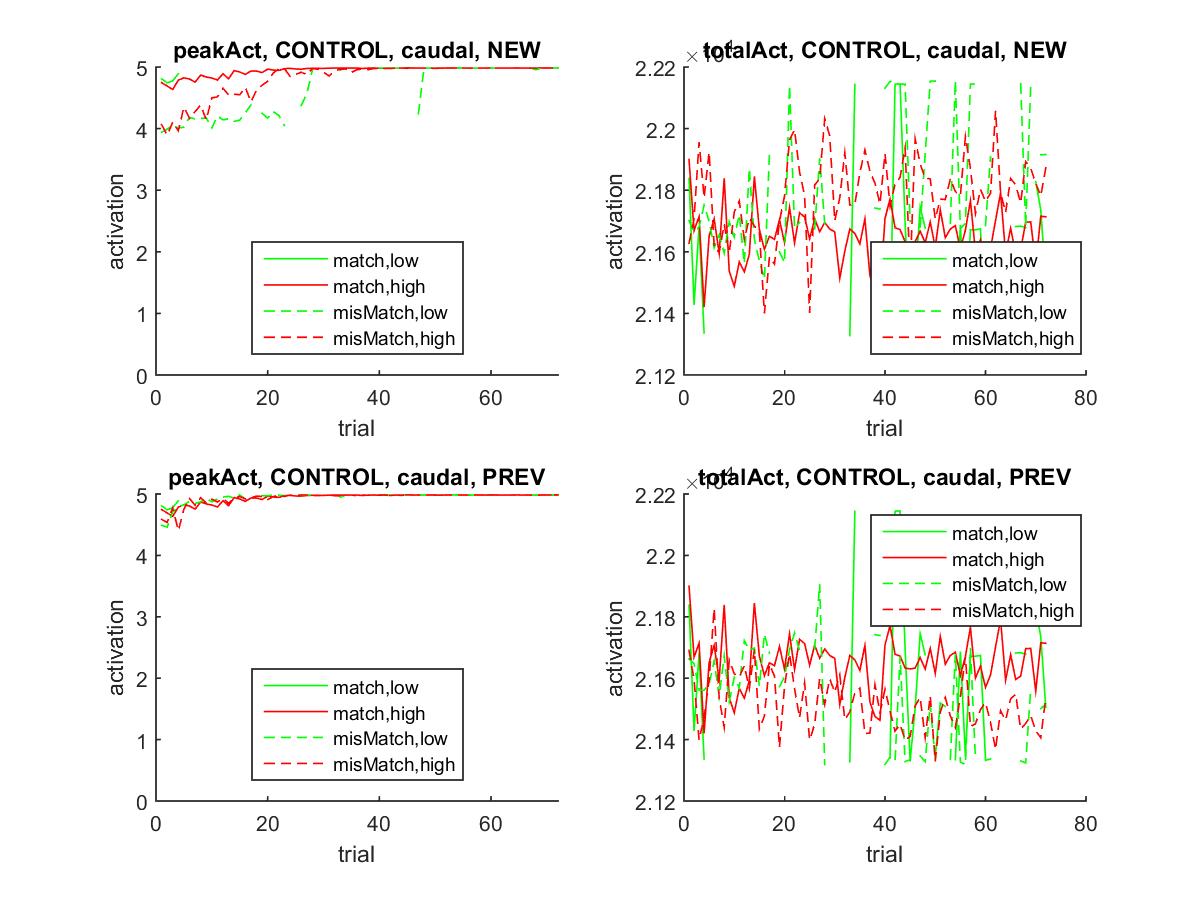 peakAct, CONTROL, caudal, NEW
5
4
3
2
1
0
activation
match,low
match,high
misMatch,low
misMatch,high
0 20 40 60
trial
totalAct, CONTROL, caudal, NEW
2.22
2.2
2.18
2.16
2.14
2.12
activation
match,low
match,high
misMatch,low
misMatch,high
0 20 40 60 80
trial
peakAct, CONTROL, caudal, PREV
5
4
3
2
1
0
activation
match,low
match,high
misMatch,low
misMatch,high
0 20 40 60
trial
totalAct, CONTROL, caudal, PREV
2.22
2.2
2.18
2.16
2.14
2.12
activation
match,low
match,high
misMatch,low
misMatch,high
0 20 40 60 80
trial